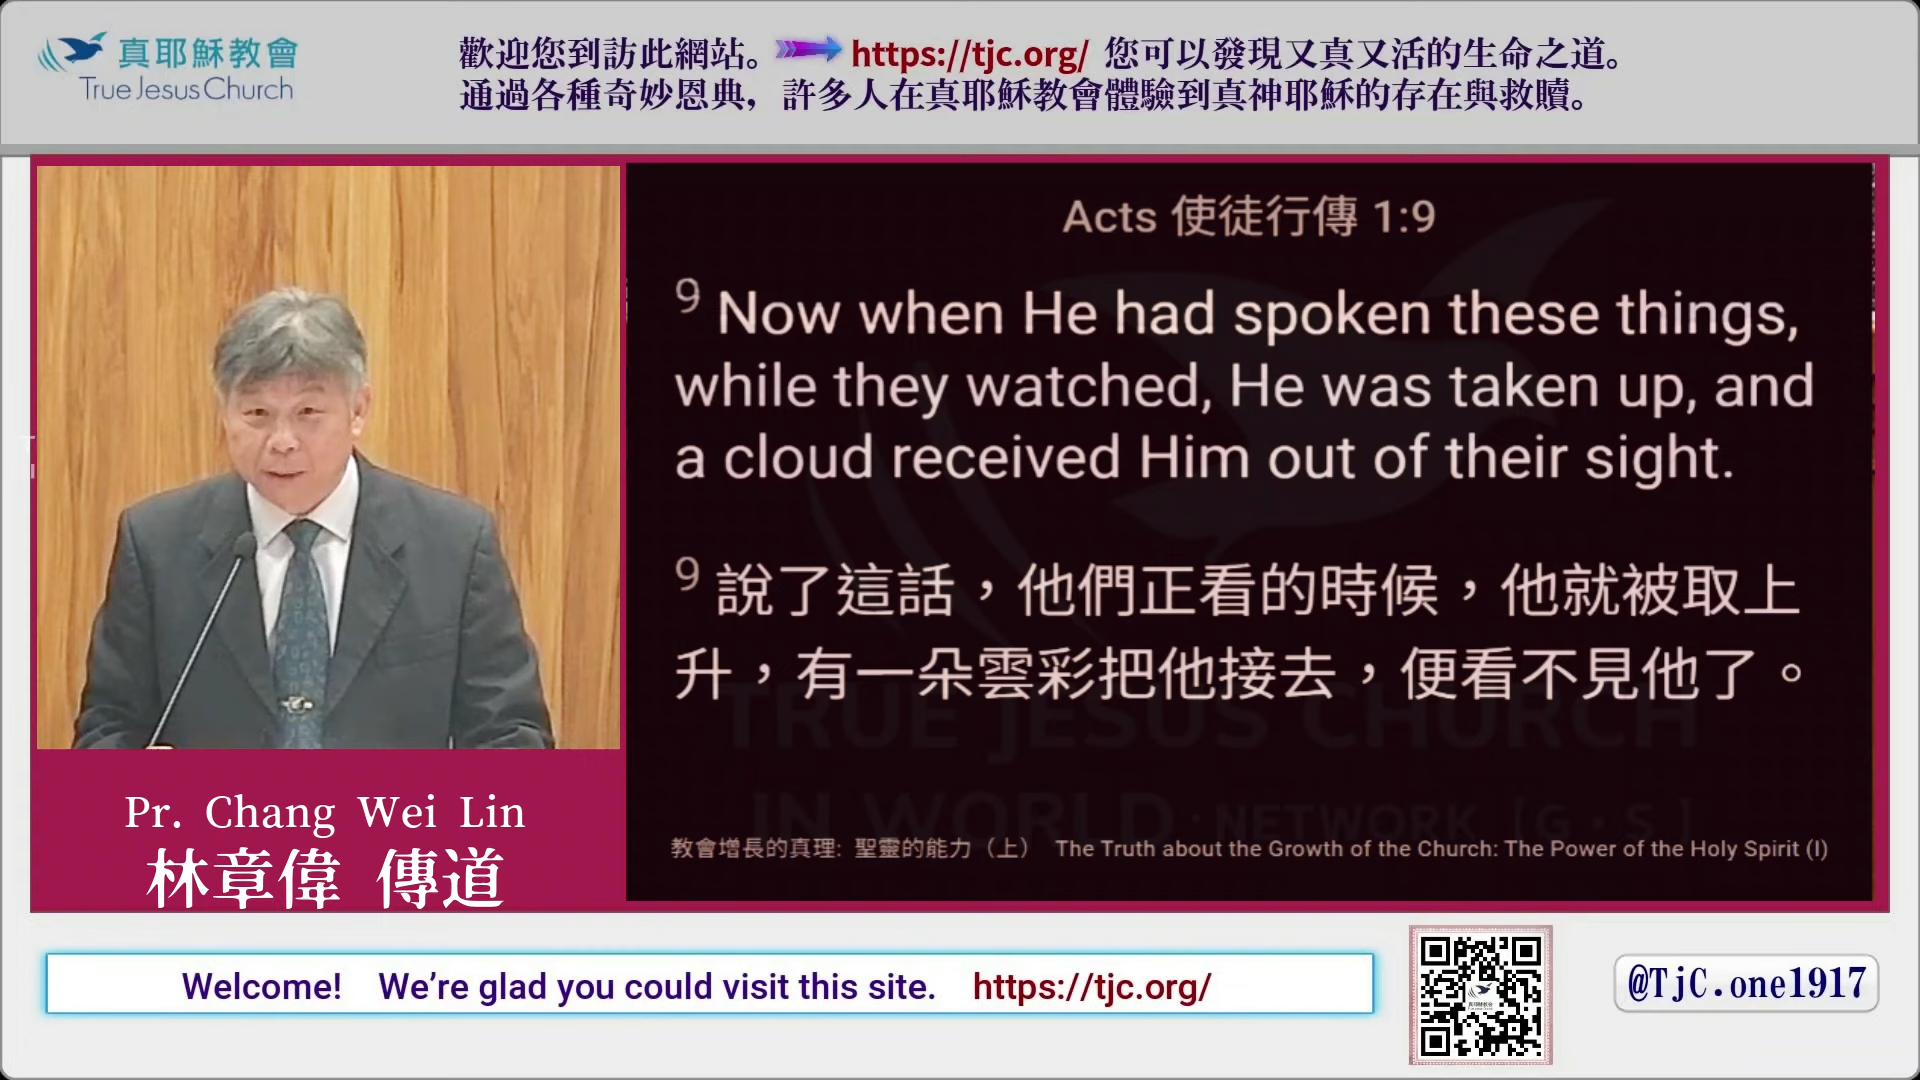 真耶穌教會
True Jesus Church
歡迎您到訪此網站。 https://tjc.org/ 您可以發現又真又活的生命之道。
通過各種奇妙恩典，許多人在真耶穌教會體驗到真神耶穌的存在與救贖。
Acts 使徒行傳 1:9
9 Now when He had spoken these things,
while they watched, He was taken up, and
a cloud received Him out of their sight.
9 說了這話，他們正看的時候，他就被取上
升，有一朵雲彩把他接去，便看不見他了。
TRUE JESUS CHURCH
IN WORLD · NETWORK [G·S]
教會增長的真理: 聖靈的能力（上） The Truth about the Growth of the Church: The Power of the Holy Spirit (I)
Pr. Chang Wei Lin
林章偉 傳道
Welcome! We’re glad you could visit this site. https://tjc.org/
@TjC.one1917